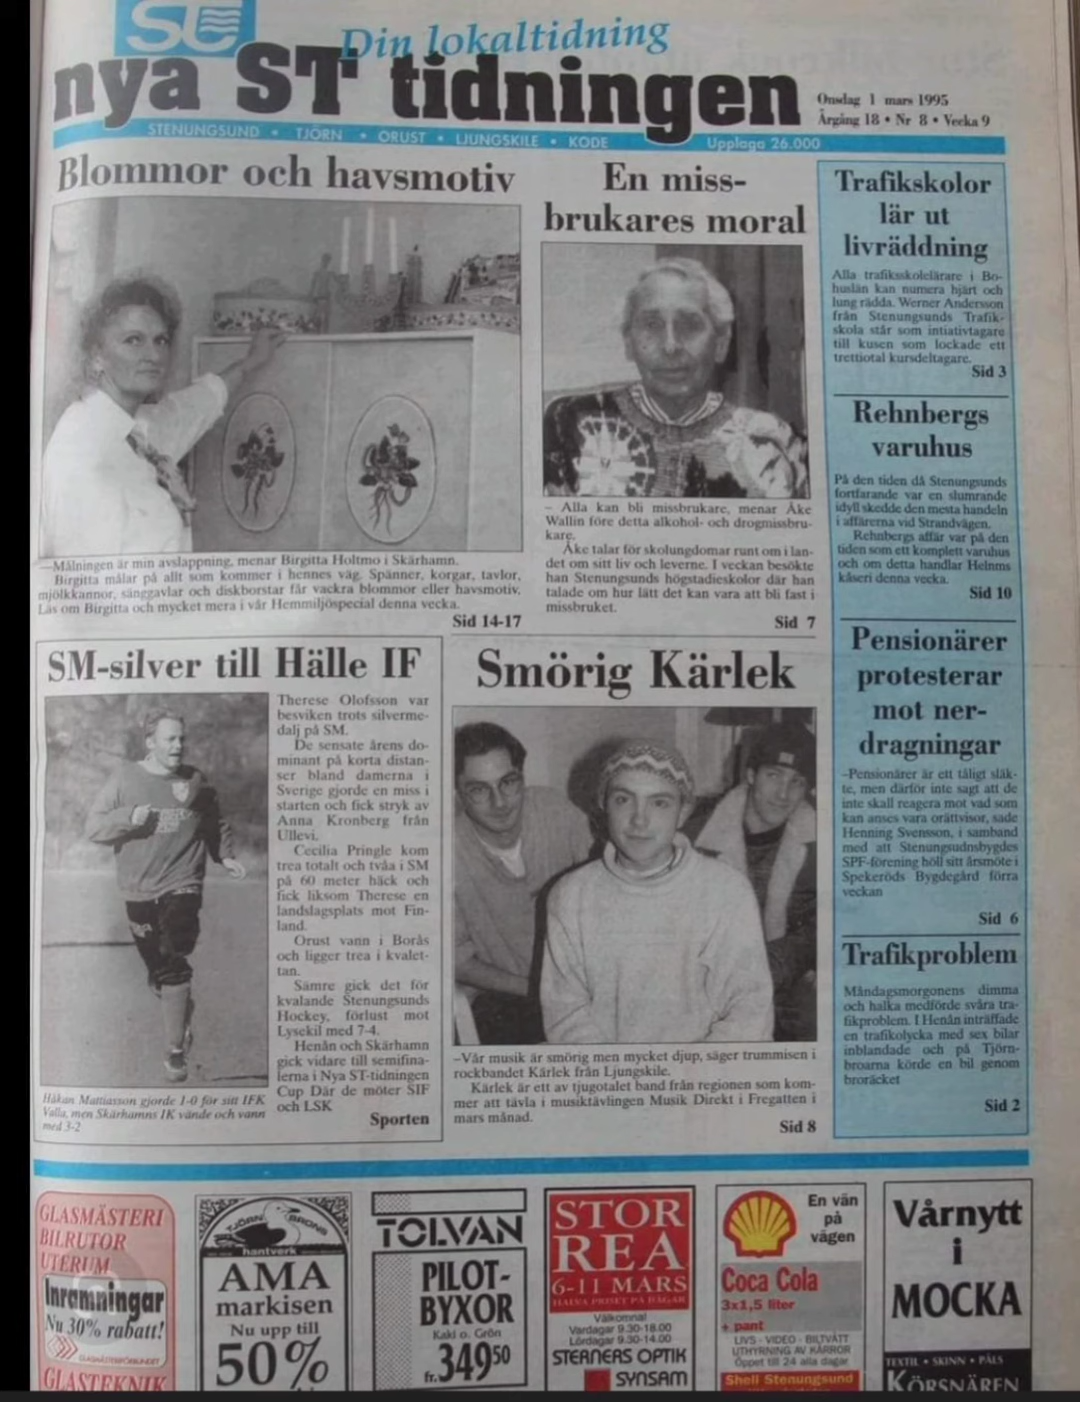 ST
Din lokaltidning
nya ST tidningen
Onsdag 1 mars 1995
Årgång 18 • Nr 8 • Vecka 9
STENUNGSUND • TJÖRN • ORUST • LJUNGSKILE • KODE
Upplaga 26.000
Blommor och havsmotiv
—Målningen är min avslappning, menar Birgitta Holtmo i Skärhamn.
Birgitta målar på allt som kommer i hennes väg. Spänner, korgar, tavlor,
mjölkkannor, sänggavlar och diskborstar får vackra blommor eller havsmotiv.
Läs om Birgitta och mycket mera i vår Hemmiljöspecial denna vecka.
Sid 14-17
En miss-
brukares moral
– Alla kan bli missbrukare, menar Åke
Wallin före detta alkohol- och drogmissbru-
kare.
Åke talar för skolungdomar runt om i lan-
det om sitt liv och leverne. I veckan besökte
han Stenungsunds högstadieskolor där han
talade om hur lätt det kan vara att bli fast i
missbruket.
Sid 7
Trafikskolor
lär ut
livräddning
Alla trafiksskolelärare i Bo-
huslän kan numera hjärt och
lung rädda. Werner Andersson
från Stenungsunds Trafik-
skola står som intiativtagare
till kusen som lockade ett
trettiotal kursdeltagare.
Sid 3
Rehnbergs
varuhus
På den tiden då Stenungsunds
fortfarande var en slumrande
idyll skedde den mesta handeln
i affärerna vid Strandvägen.
Rehnbergs affär var på den
tiden som ett komplett varuhus
och om detta handlar Helmms
kåseri denna vecka.
Sid 10
Pensionärer
protesterar
mot ner-
dragningar
–Pensionärer är ett tåligt släk-
te, men därför inte sagt att de
inte skall reagera mot vad som
kan anses vara orättvisor, sade
Henning Svensson, i samband
med att Stenungsudnsbygdes
SPF-förening höll sitt årsmöte i
Spekeröds Bygdegård förra
veckan
Sid 6
Trafikproblem
Måndagsmorgonens dimma
och halka medförde svåra tra-
fikproblem. I Henån inträffade
en trafikolycka med sex bilar
inblandade och på Tjörn-
broarna körde en bil genom
broräcket
Sid 2
SM-silver till Hälle IF
Therese Olofsson var
besviken trots silverme-
dalj på SM.
De sensate årens do-
minant på korta distan-
ser bland damerna i
Sverige gjorde en miss i
starten och fick stryk av
Anna Kronberg från
Ullevi.
Cecilia Pringle kom
trea totalt och tvåa i SM
på 60 meter häck och
fick liksom Therese en
landslagsplats mot Fin-
land.
Orust vann i Borås
och ligger trea i kvalet-
tan.
Sämre gick det för
kvalande Stenungsunds
Hockey, förlust mot
Lysekil med 7-4.
Henån och Skärhamn
gick vidare till semifina-
lerna i Nya ST-tidningen
Cup Där de möter SIF
och LSK
Sporten
Håkan Mattiasson gjorde 1-0 för sitt IFK
Valla, men Skärhamns IK vände och vann
med 3-2
Smörig Kärlek
–Vår musik är smörig men mycket djup, säger trummisen i
rockbandet Kärlek från Ljungskile.
Kärlek är ett av tjugotalet band från regionen som kom-
mer att tävla i musiktävlingen Musik Direkt i Fregatten i
mars månad.
Sid 8
GLASMÄSTERI
BILRUTOR
UTERUM
Inramningar
Nu 30% rabatt!
GLASMÄSTERIFÖRBUNDET
GLASTEKNIK
TJÖRN BRONS
hantverk
AMA
markisen
Nu upp till
50%
TOLVAN
PILOT-
BYXOR
Kaki o. Grön
fr. 349 50
STOR
REA
6-11 MARS
HALVA PRISET PÅ BÅGAR
Välkomna!
Vardagar 9.30-18.00
Lördagar 9.30-14.00
STERNERS OPTIK
SYNSAM
En vän
på
vägen
Coca Cola
3x1,5 liter
+ pant
LIVS - VIDEO - BILTVÄTT
UTHYRNING AV KÄRROR
Öppet till 24 alla dagar
Shell Stenungsund
Vårnytt
i
MOCKA
TEXTIL • SKINN • PÄLS
KÖRSNÄREN